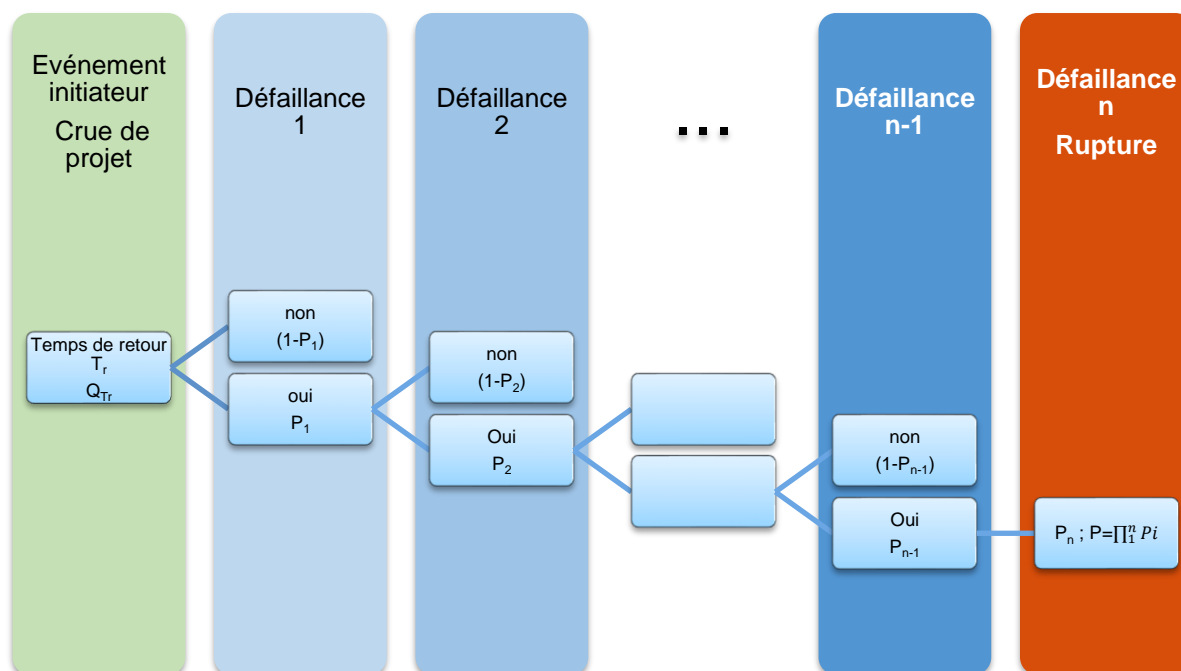 Evénement
initiateur
Crue de
projet
Défaillance
1
Défaillance
2
...
Défaillance
n-1
Défaillance
n
Rupture
Temps de retour
Tr
QTr
non
(1-P1)
oui
P1
non
(1-P2)
Oui
P2
non
(1-Pn-1)
Oui
Pn-1
Pn ; P=∏₁ⁿ Pi